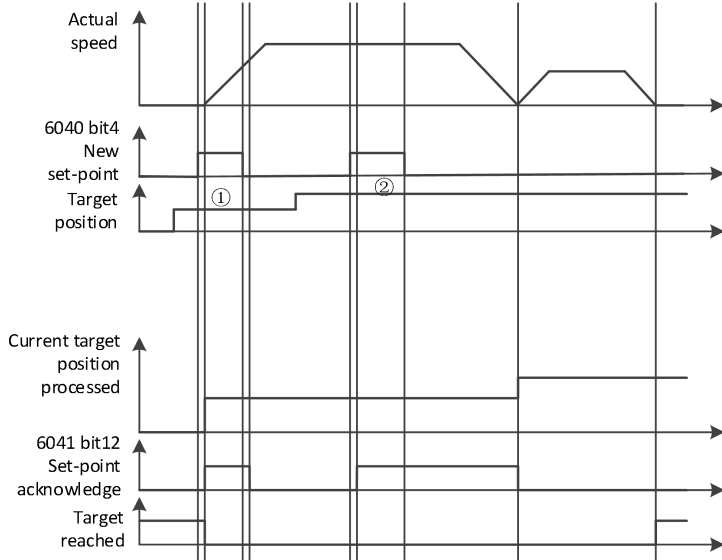 Actual
speed
6040 bit4
New
set-point
Target
position
①
②
Current target
position
processed
6041 bit12
Set-point
acknowledge
Target
reached